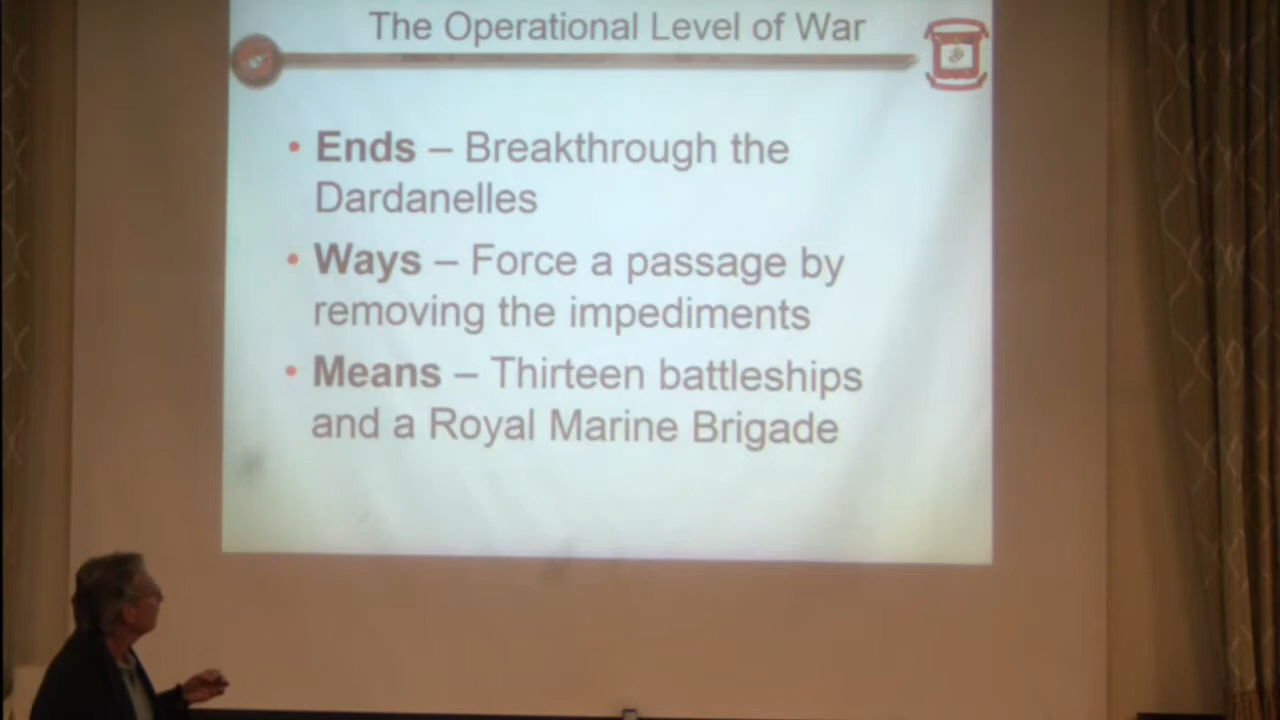 The Operational Level of War
• Ends – Breakthrough the
Dardanelles
• Ways – Force a passage by
removing the impediments
• Means – Thirteen battleships
and a Royal Marine Brigade